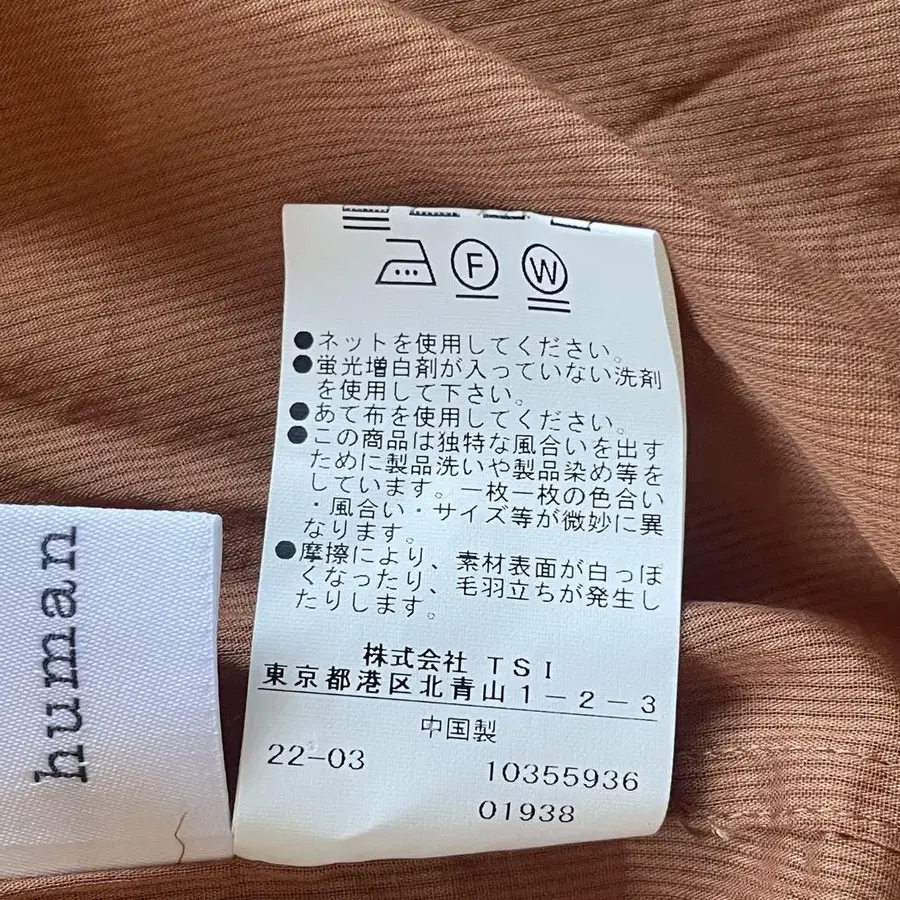 F W
●ネットを使用してください。
●蛍光増白剤が入っていない洗剤
を使用して下さい。
●あて布を使用してください。
●この商品は独特な風合いを出す
ために製品洗いや製品染め等を
しています。一枚一枚の色合い
・風合い・サイズ等が微妙に異
なります。
●摩擦により、素材表面が白っぽ
くなったり、毛羽立ちが発生し
たりします。
株式会社 TSI
東京都港区北青山1-2-3
中国製
22-03
10355936
01938
human